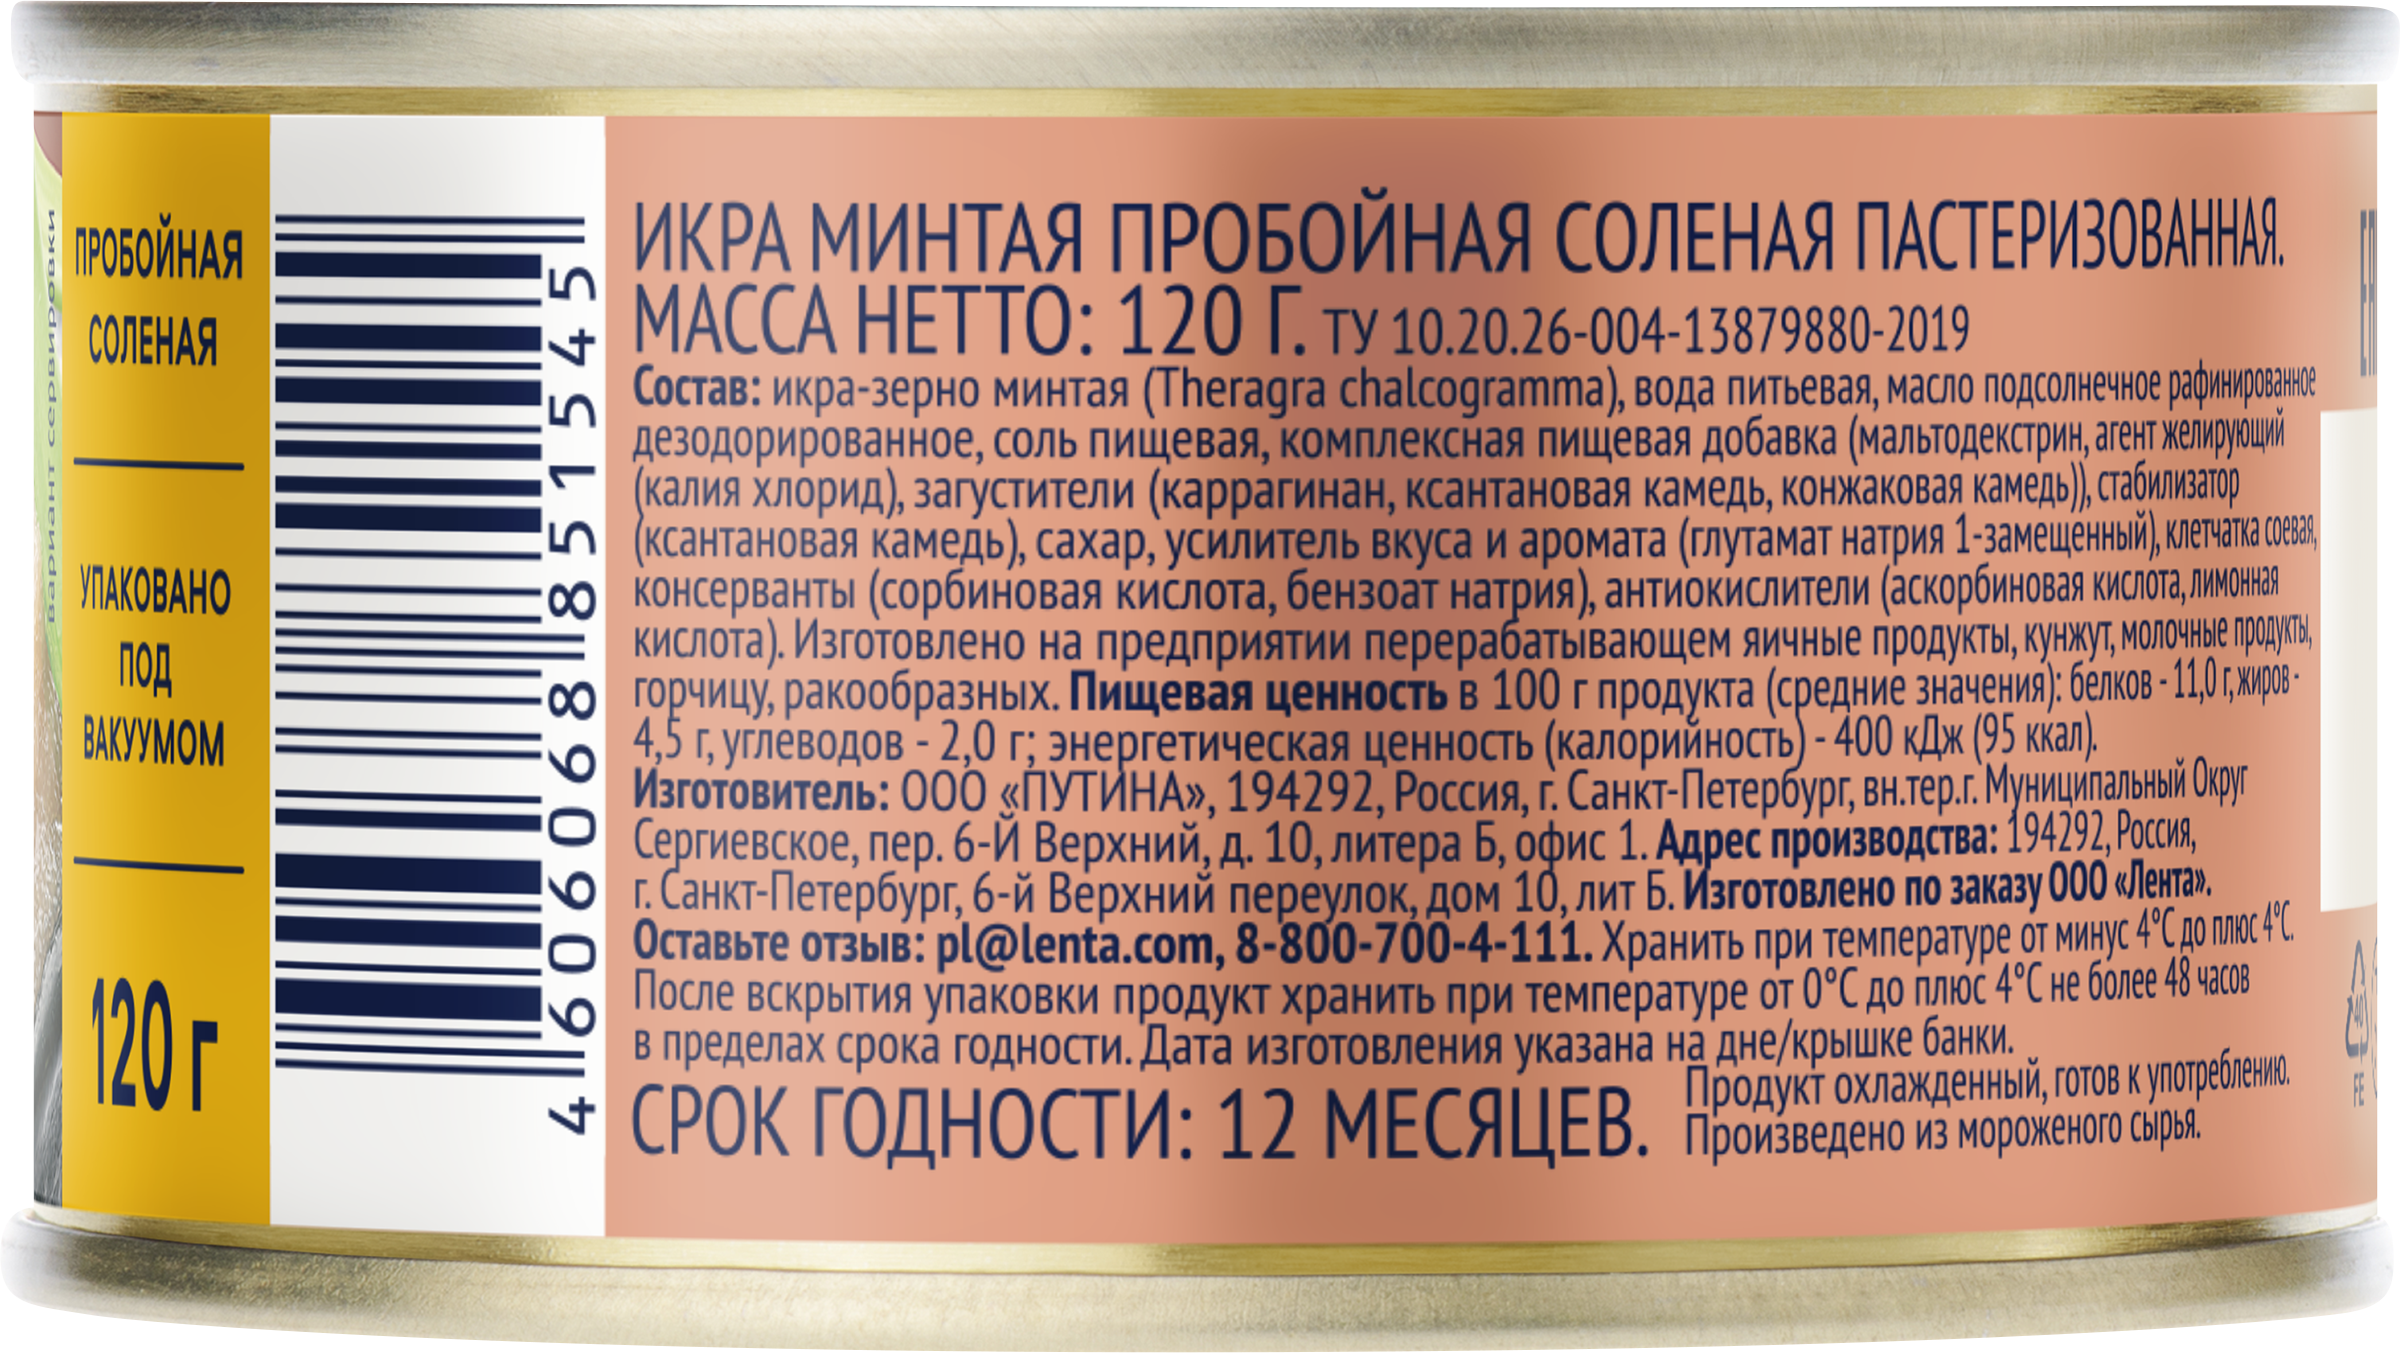 вариант сервировки
ПРОБОЙНАЯ
СОЛЕНАЯ
УПАКОВАНО
ПОД
ВАКУУМОМ
120 г
4606068851545
ИКРА МИНТАЯ ПРОБОЙНАЯ СОЛЕНАЯ ПАСТЕРИЗОВАННАЯ.
МАССА НЕТТО: 120 Г. ТУ 10.20.26-004-13879880-2019
Состав: икра-зерно минтая (Theragra chalcogramma), вода питьевая, масло подсолнечное рафинированное
дезодорированное, соль пищевая, комплексная пищевая добавка (мальтодекстрин, агент желирующий
(калия хлорид), загустители (каррагинан, ксантановая камедь, конжаковая камедь)), стабилизатор
(ксантановая камедь), сахар, усилитель вкуса и аромата (глутамат натрия 1-замещенный), клетчатка соевая,
консерванты (сорбиновая кислота, бензоат натрия), антиокислители (аскорбиновая кислота, лимонная
кислота). Изготовлено на предприятии перерабатывающем яичные продукты, кунжут, молочные продукты,
горчицу, ракообразных. Пищевая ценность в 100 г продукта (средние значения): белков - 11,0 г, жиров -
4,5 г, углеводов - 2,0 г; энергетическая ценность (калорийность) - 400 кДж (95 ккал).
Изготовитель: ООО «ПУТИНА», 194292, Россия, г. Санкт-Петербург, вн.тер.г. Муниципальный Округ
Сергиевское, пер. 6-Й Верхний, д. 10, литера Б, офис 1. Адрес производства: 194292, Россия,
г. Санкт-Петербург, 6-й Верхний переулок, дом 10, лит Б. Изготовлено по заказу ООО «Лента».
Оставьте отзыв: pl@lenta.com, 8-800-700-4-111. Хранить при температуре от минус 4°С до плюс 4°С.
После вскрытия упаковки продукт хранить при температуре от 0°С до плюс 4°С не более 48 часов
в пределах срока годности. Дата изготовления указана на дне/крышке банки.
СРОК ГОДНОСТИ: 12 МЕСЯЦЕВ.
Продукт охлажденный, готов к употреблению.
Произведено из мороженого сырья.
40
FE